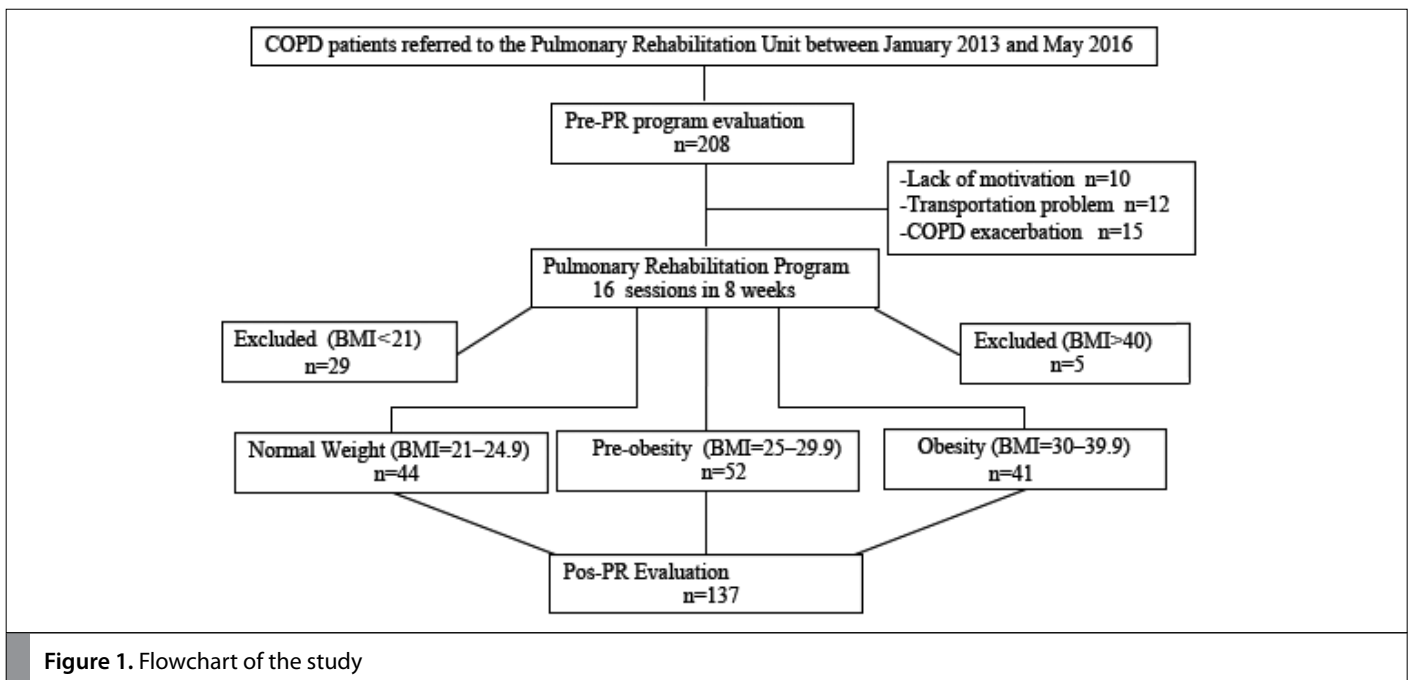 COPD patients referred to the Pulmonary Rehabilitation Unit between January 2013 and May 2016
Pre-PR program evaluation
n=208
-Lack of motivation n=10
-Transportation problem n=12
-COPD exacerbation n=15
Pulmonary Rehabilitation Program
16 sessions in 8 weeks
Excluded (BMI<21)
n=29
Excluded (BMI>40)
n=5
Normal Weight (BMI=21–24.9)
n=44
Pre-obesity (BMI=25–29.9)
n=52
Obesity (BMI=30–39.9)
n=41
Pos-PR Evaluation
n=137
Figure 1. Flowchart of the study